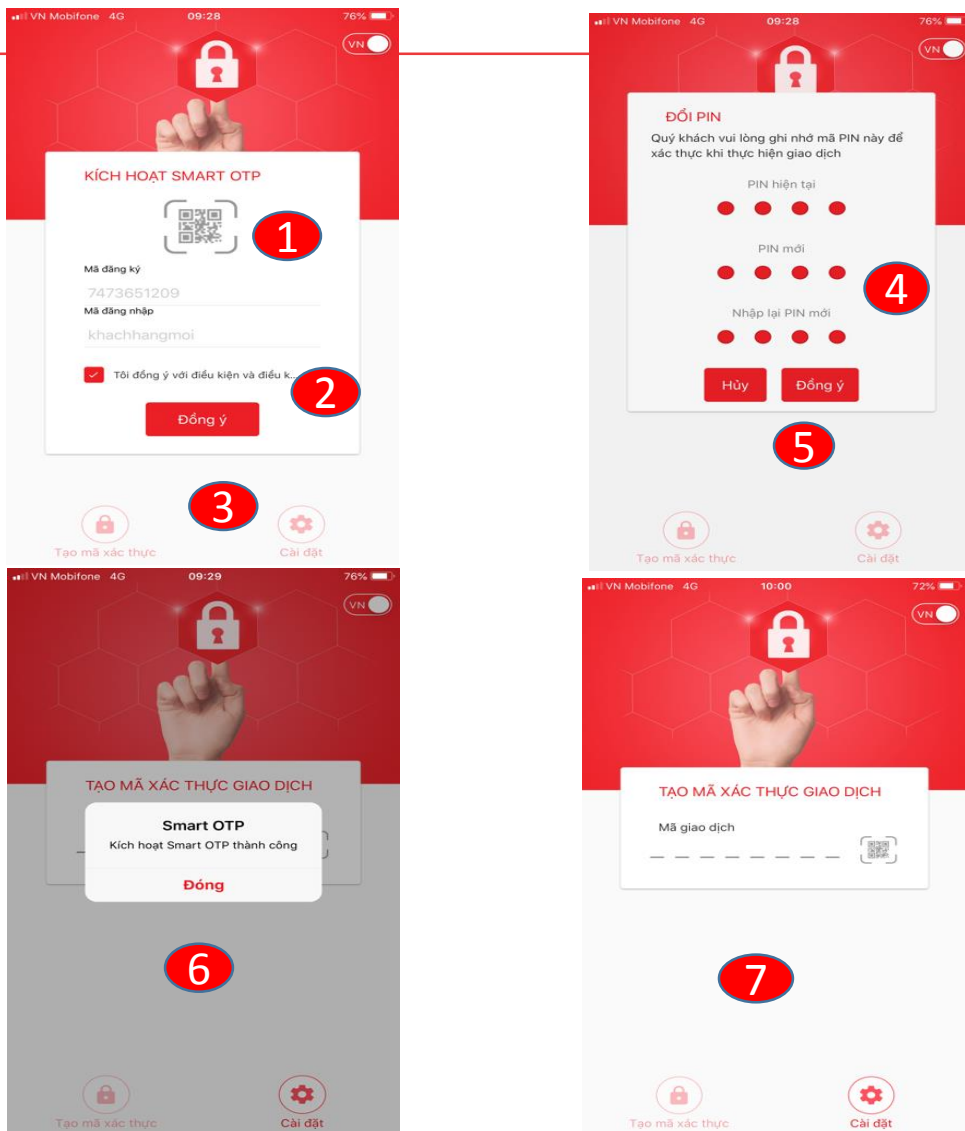 VN Mobifone 4G 09:28 76%
VN
KÍCH HOẠT SMART OTP
1
Mã đăng ký
7473651209
Mã đăng nhập
khachhangmoi
Tôi đồng ý với điều kiện và điều k...
2
Đồng ý
3
Tạo mã xác thực
Cài đặt
VN Mobifone 4G 09:28 76%
VN
ĐỔI PIN
Quý khách vui lòng ghi nhớ mã PIN này để
xác thực khi thực hiện giao dịch
PIN hiện tại
PIN mới
4
Nhập lại PIN mới
Hủy
Đồng ý
5
Tạo mã xác thực
Cài đặt
VN Mobifone 4G 09:29 76%
VN
TẠO MÃ XÁC THỰC GIAO DỊCH
Smart OTP
Kích hoạt Smart OTP thành công
Đóng
6
Tạo mã xác thực
Cài đặt
VN Mobifone 4G 10:00 72%
VN
TẠO MÃ XÁC THỰC GIAO DỊCH
Mã giao dịch
7
Tạo mã xác thực
Cài đặt